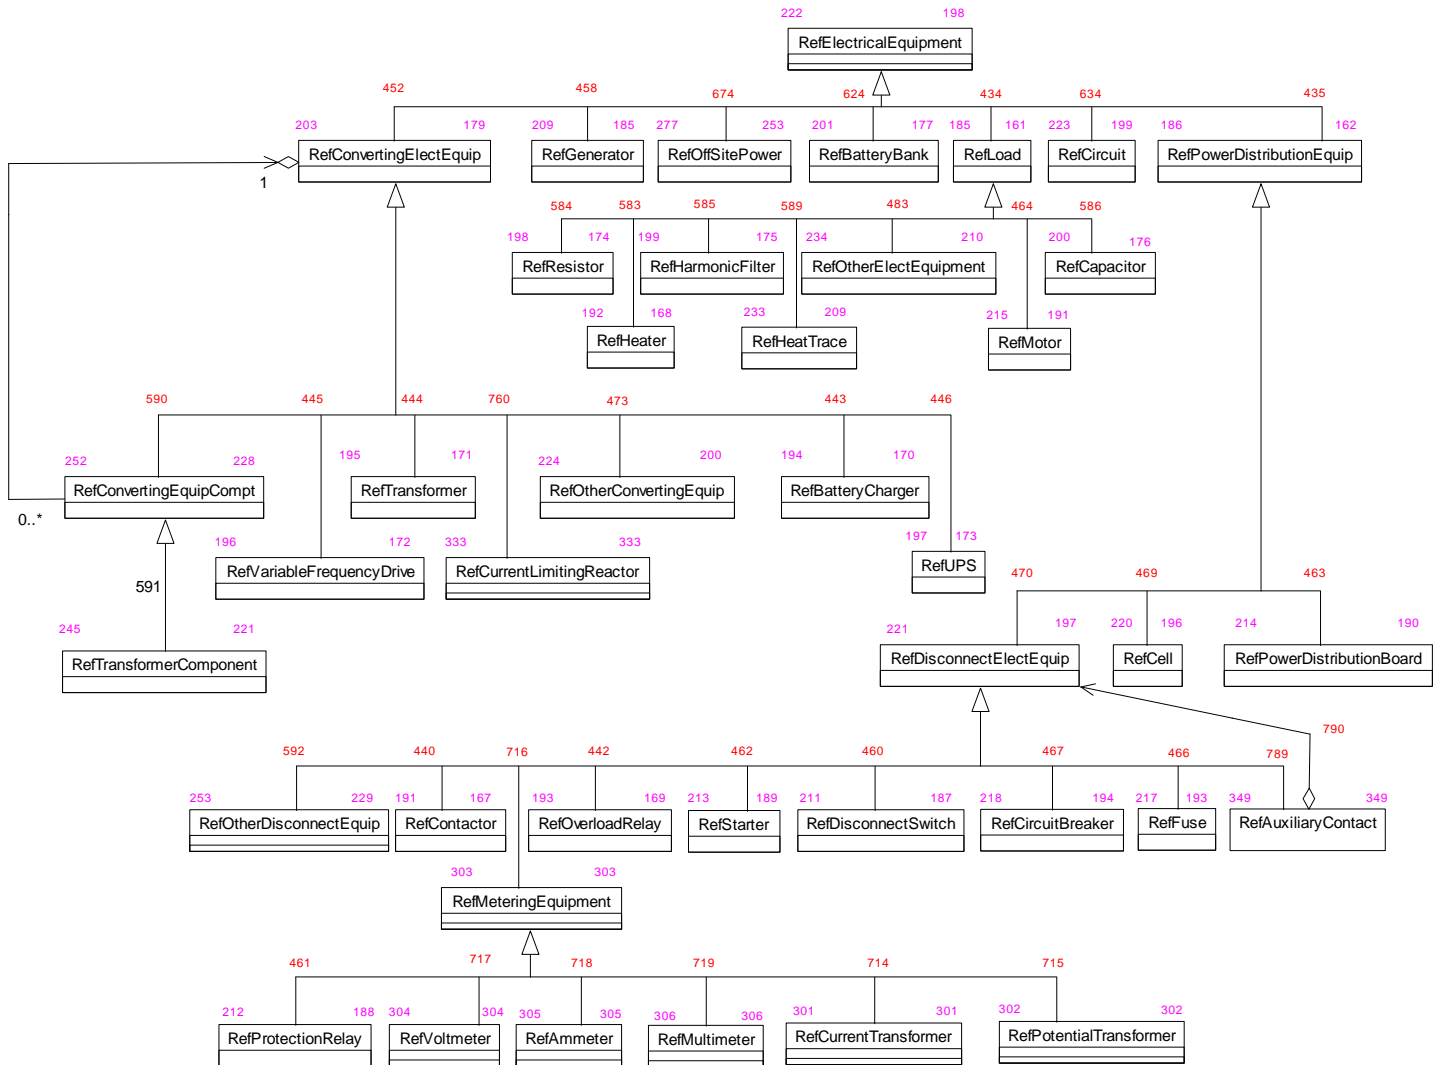 222 198
RefElectricalEquipment
452 458 674 624 434 634 435
203 179 209 185 277 253 201 177 185 161 223 199 186 162
RefConvertingElectEquip RefGenerator RefOffSitePower RefBatteryBank RefLoad RefCircuit RefPowerDistributionEquip
1
584 583 585 589 483 464 586
198 174 199 175 234 210 200 176
RefResistor RefHarmonicFilter RefOtherElectEquipment RefCapacitor
192 168 233 209 215 191
RefHeater RefHeatTrace RefMotor
590 445 444 760 473 443 446
252 228 195 171 224 200 194 170
RefConvertingEquipCompt RefTransformer RefOtherConvertingEquip RefBatteryCharger
0..*
196 172 333 333 197 173
RefVariableFrequencyDrive RefCurrentLimitingReactor RefUPS
591
470 469 463
245 221 221 197 220 196 214 190
RefTransformerComponent RefDisconnectElectEquip RefCell RefPowerDistributionBoard
790
592 440 716 442 462 460 467 466 789
253 229 191 167 193 169 213 189 211 187 218 194 217 193 349 349
RefOtherDisconnectEquip RefContactor RefOverloadRelay RefStarter RefDisconnectSwitch RefCircuitBreaker RefFuse RefAuxiliaryContact
303 303
RefMeteringEquipment
461 717 718 719 714 715
212 188 304 304 305 305 306 306 301 301 302 302
RefProtectionRelay RefVoltmeter RefAmmeter RefMultimeter RefCurrentTransformer RefPotentialTransformer